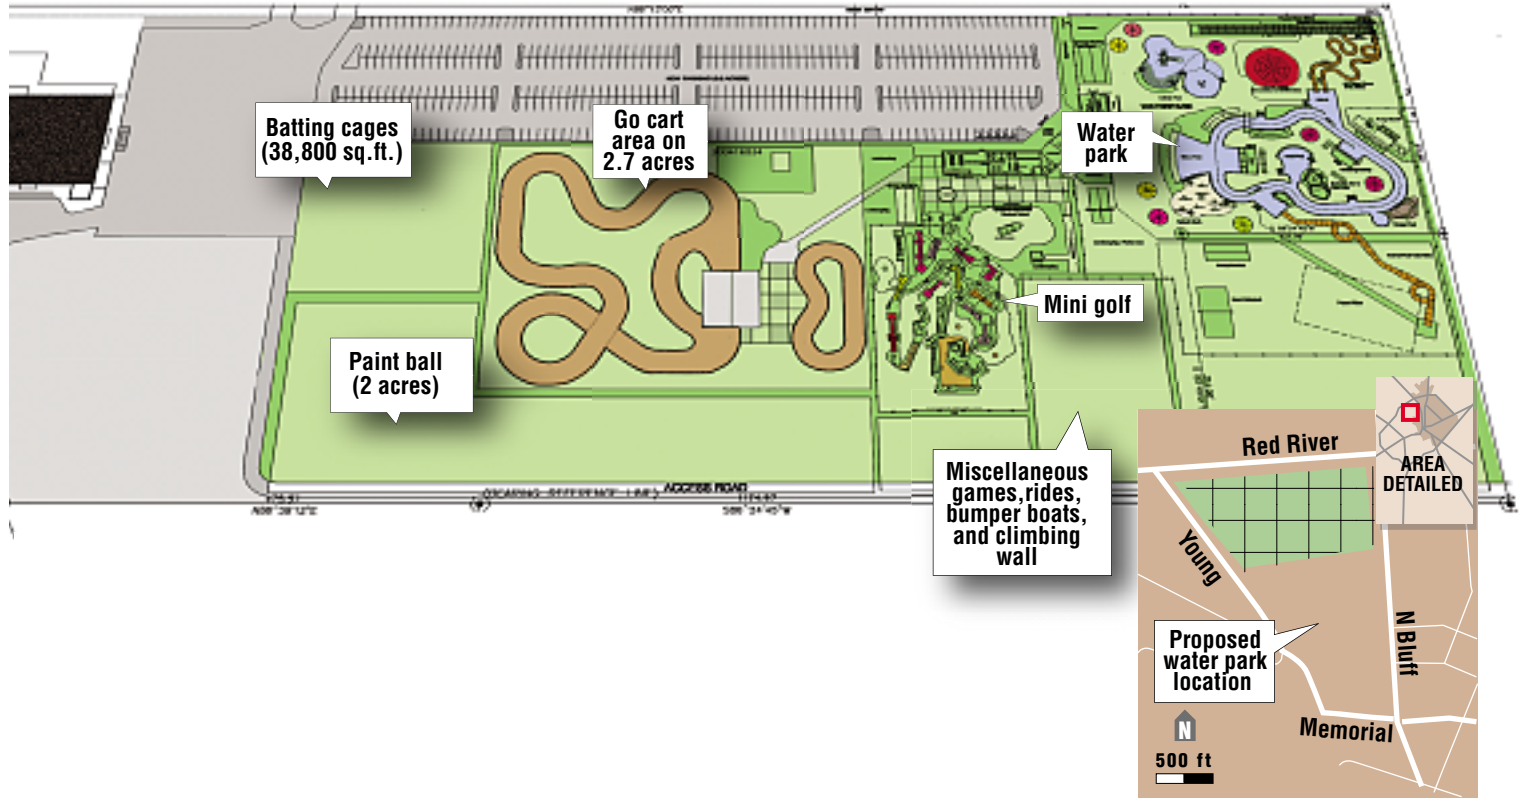 Batting cages
(38,800 sq.ft.)
Go cart
area on
2.7 acres
Water
park
Mini golf
Paint ball
(2 acres)
Miscellaneous
games, rides,
bumper boats,
and climbing
wall
ACCESS ROAD
Red River
AREA
DETAILED
Young
N Bluff
Proposed
water park
location
Memorial
N
500 ft